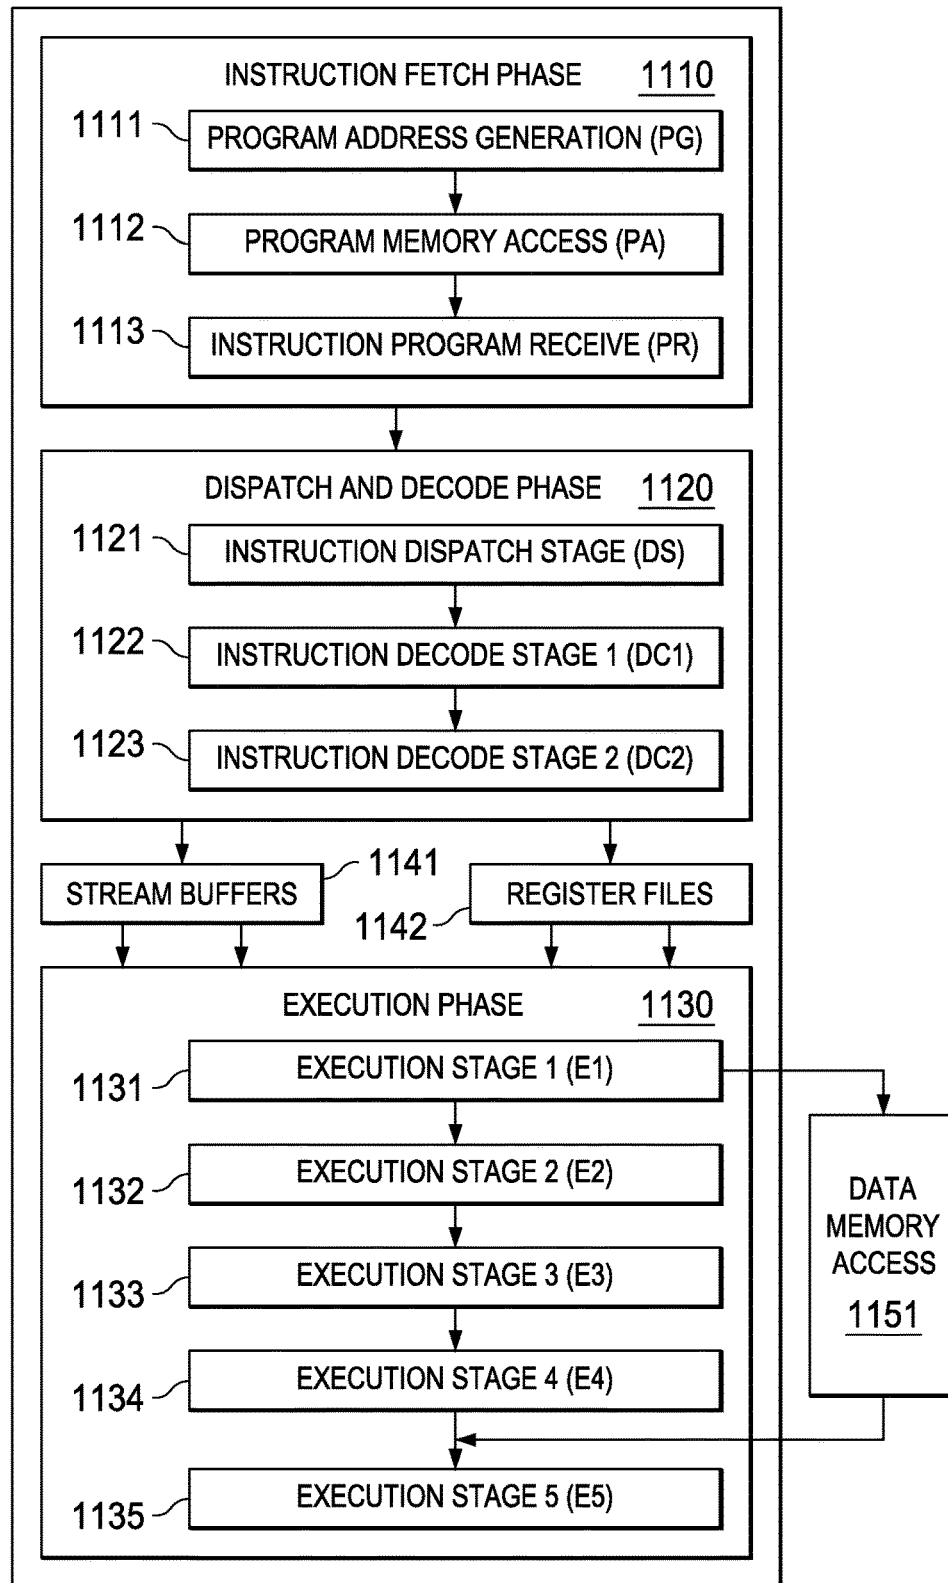 INSTRUCTION FETCH PHASE 1110
1111 PROGRAM ADDRESS GENERATION (PG)
1112 PROGRAM MEMORY ACCESS (PA)
1113 INSTRUCTION PROGRAM RECEIVE (PR)
DISPATCH AND DECODE PHASE 1120
1121 INSTRUCTION DISPATCH STAGE (DS)
1122 INSTRUCTION DECODE STAGE 1 (DC1)
1123 INSTRUCTION DECODE STAGE 2 (DC2)
STREAM BUFFERS 1141
1142 REGISTER FILES
EXECUTION PHASE 1130
1131 EXECUTION STAGE 1 (E1)
1132 EXECUTION STAGE 2 (E2)
1133 EXECUTION STAGE 3 (E3)
1134 EXECUTION STAGE 4 (E4)
1135 EXECUTION STAGE 5 (E5)
DATA
MEMORY
ACCESS
1151